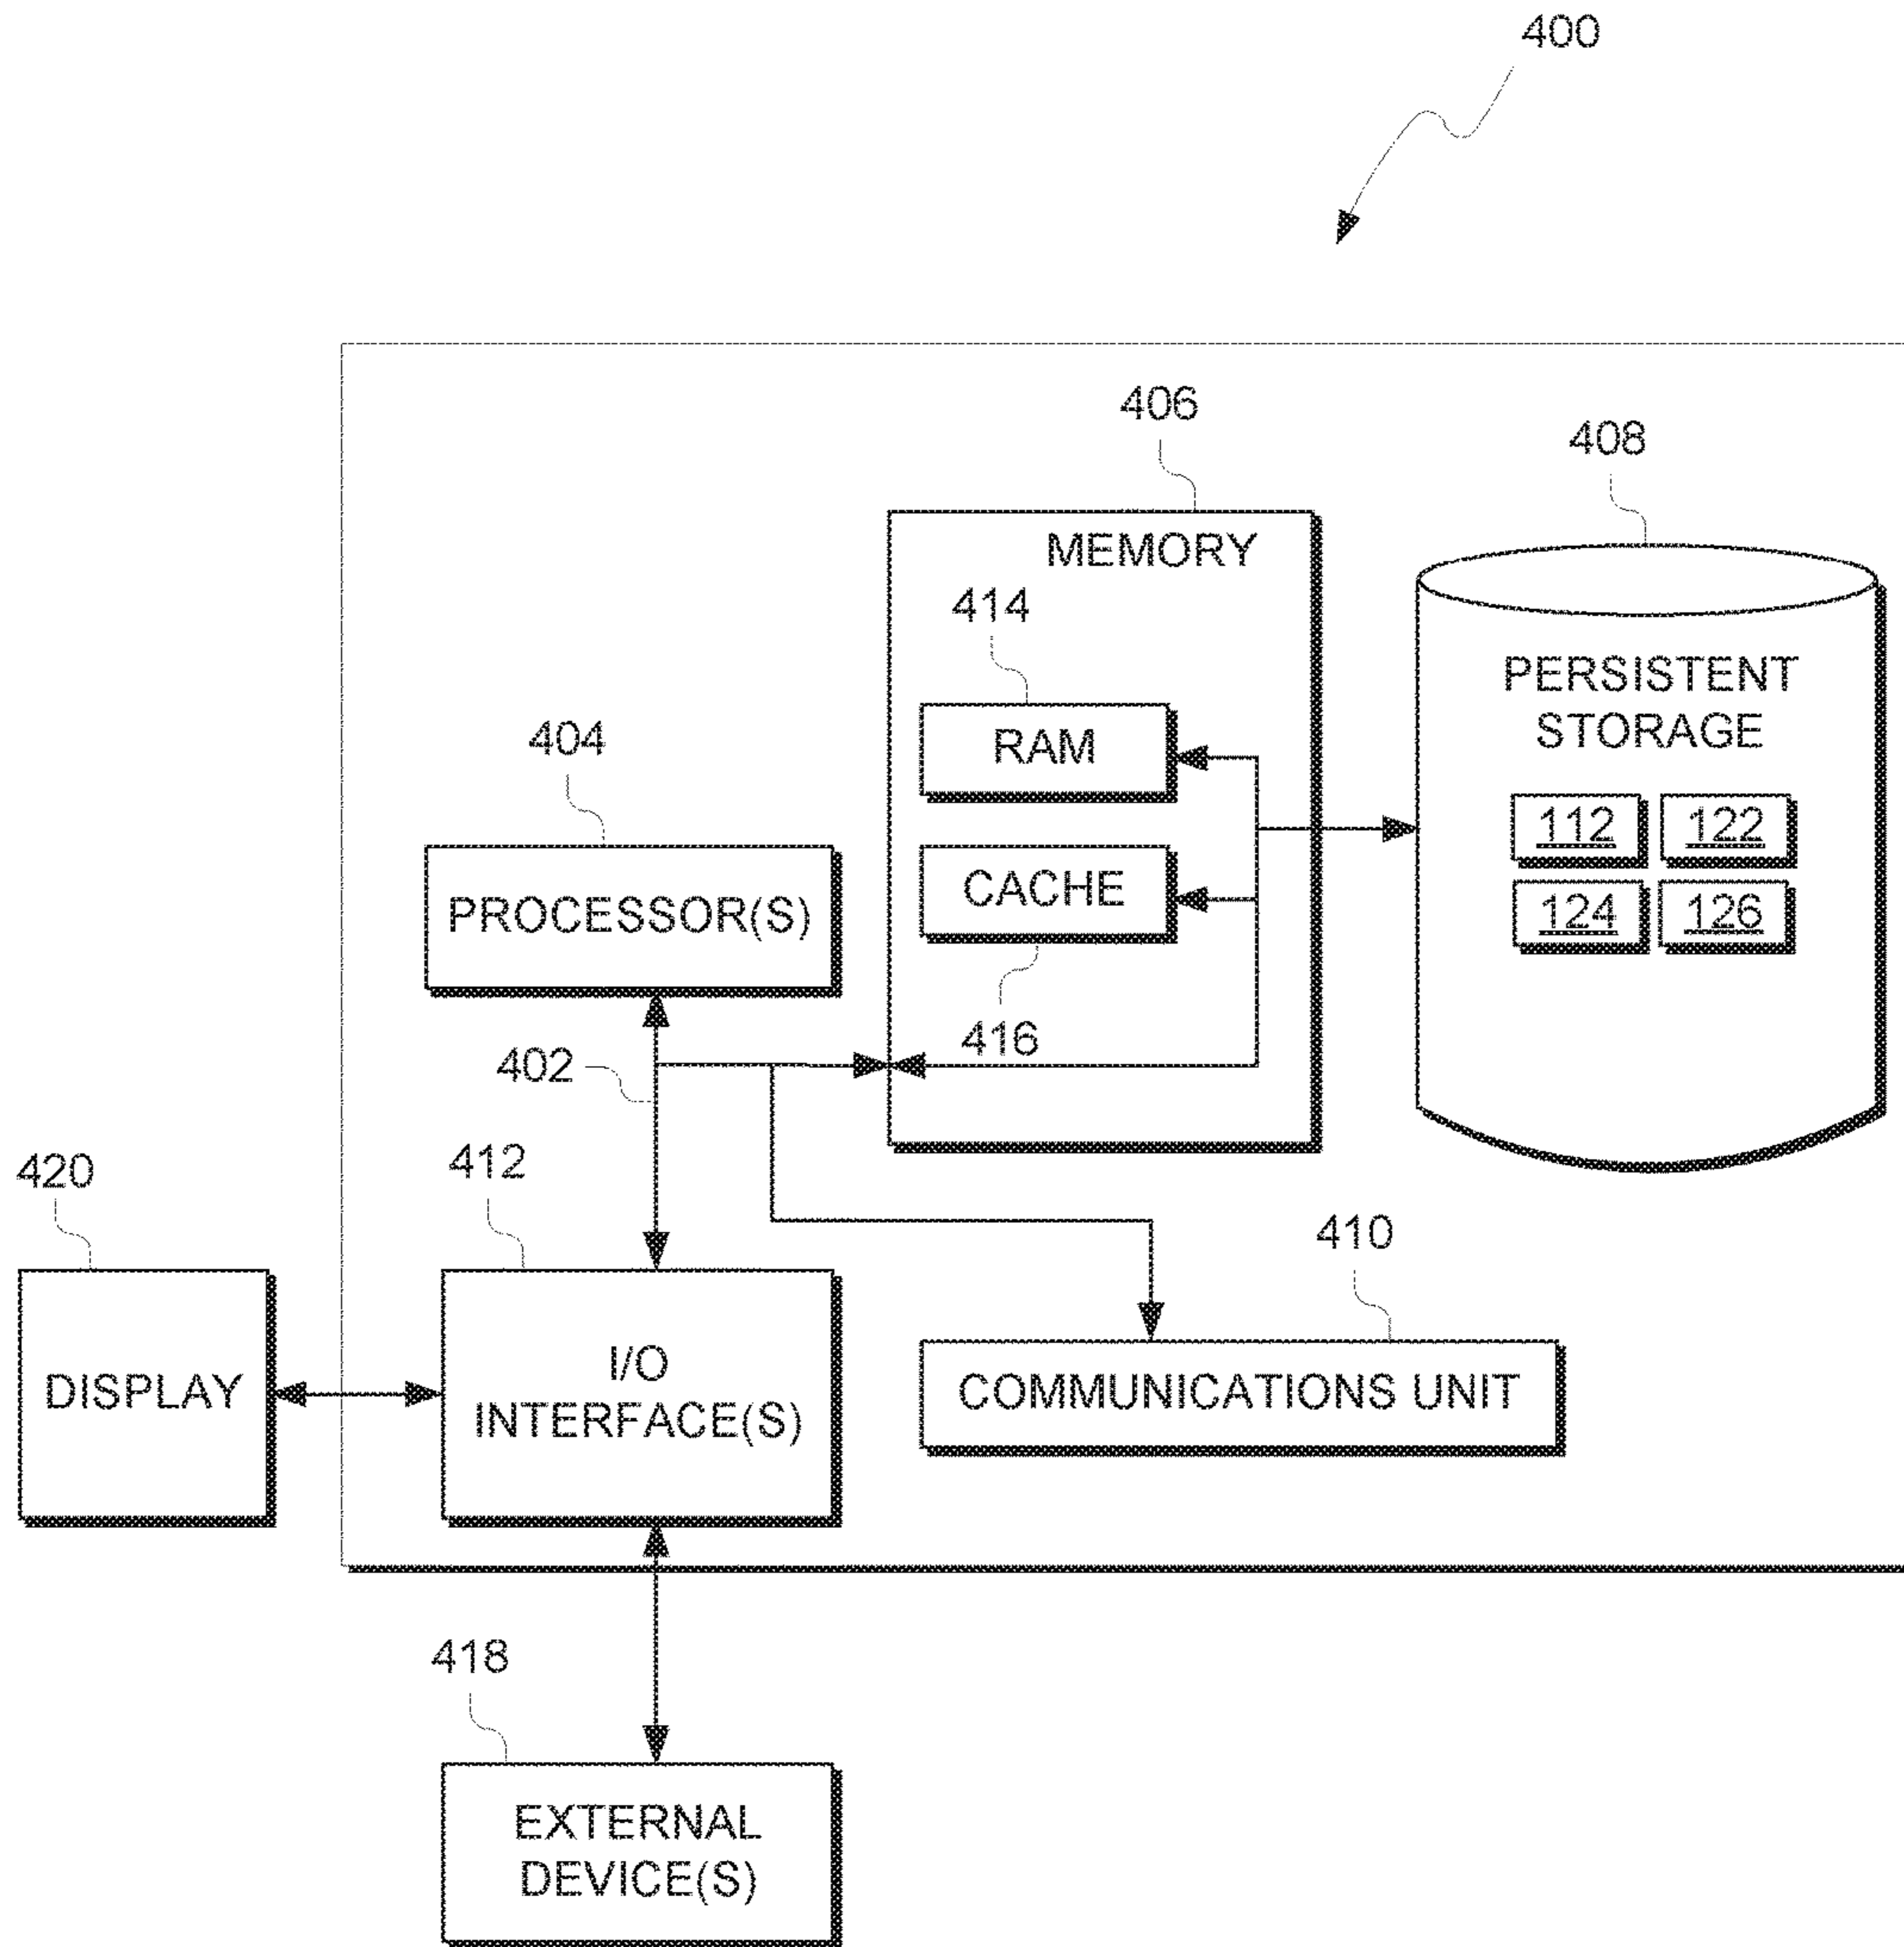 400
406
408
MEMORY
414
PERSISTENT
STORAGE
RAM
404
112 122
CACHE
PROCESSOR(S)
124 126
416
402
420
412
410
I/O
INTERFACE(S)
DISPLAY
COMMUNICATIONS UNIT
418
EXTERNAL
DEVICE(S)